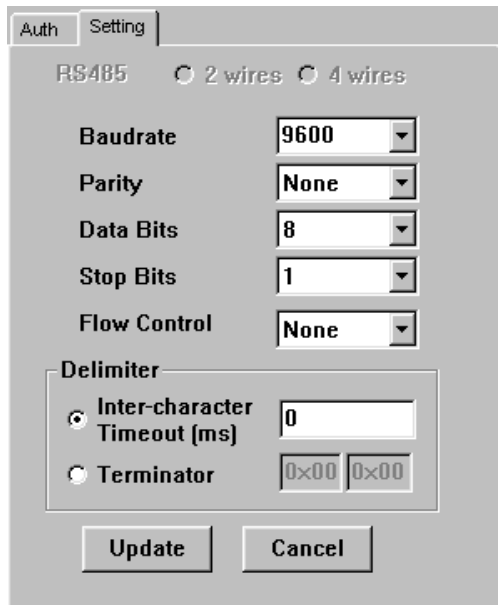 Auth Setting
RS485 2 wires 4 wires
Baudrate 9600
Parity None
Data Bits 8
Stop Bits 1
Flow Control None
Delimiter
Inter-character
Timeout (ms) 0
Terminator 0x00 0x00
Update Cancel